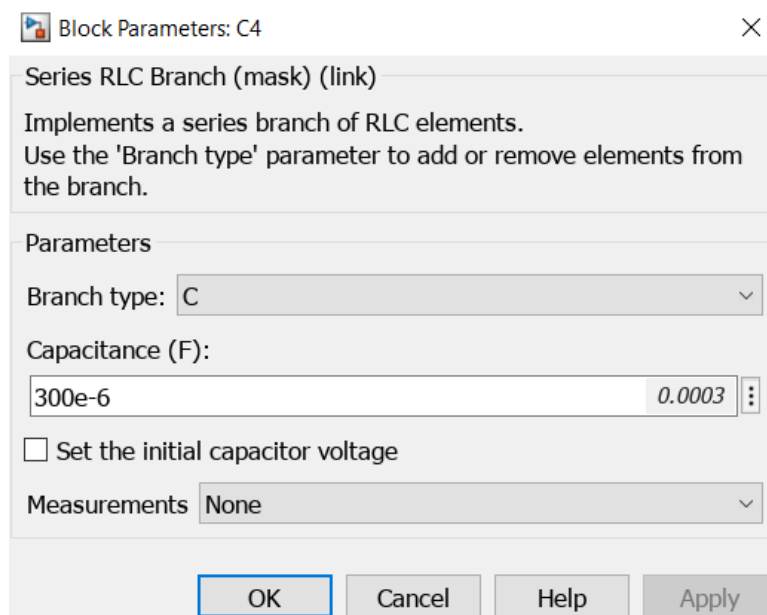 Block Parameters: C4
Series RLC Branch (mask) (link)
Implements a series branch of RLC elements.
Use the 'Branch type' parameter to add or remove elements from
the branch.
Parameters
Branch type: C
Capacitance (F):
300e-6 0.0003
Set the initial capacitor voltage
Measurements None
OK Cancel Help Apply